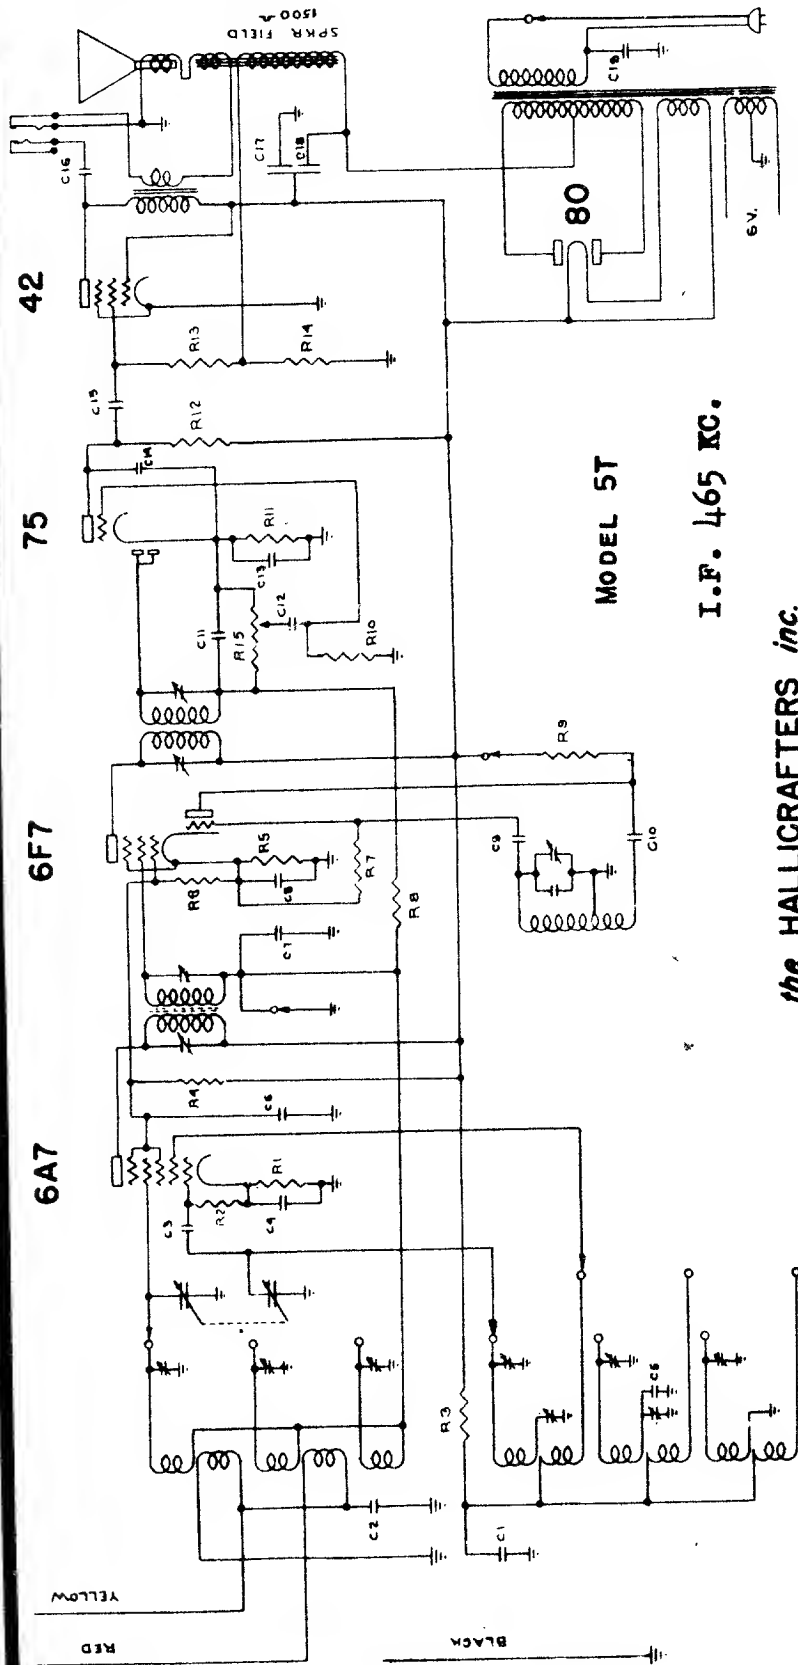 6A7
6F7
75
42
80
YELLOW
RED
BLACK
C1
C2
C3
C4
C5
C6
C7
C8
C9
C10
C11
C12
C13
C14
C15
C16
C17
C18
C19
R1
R2
R3
R4
R5
R6
R7
R8
R9
R10
R11
R12
R13
R14
R15
SPKR FIELD
1500 Ω
6 V.
MODEL 5T
I.F. 465 KC.
the HALLICRAFTERS inc.